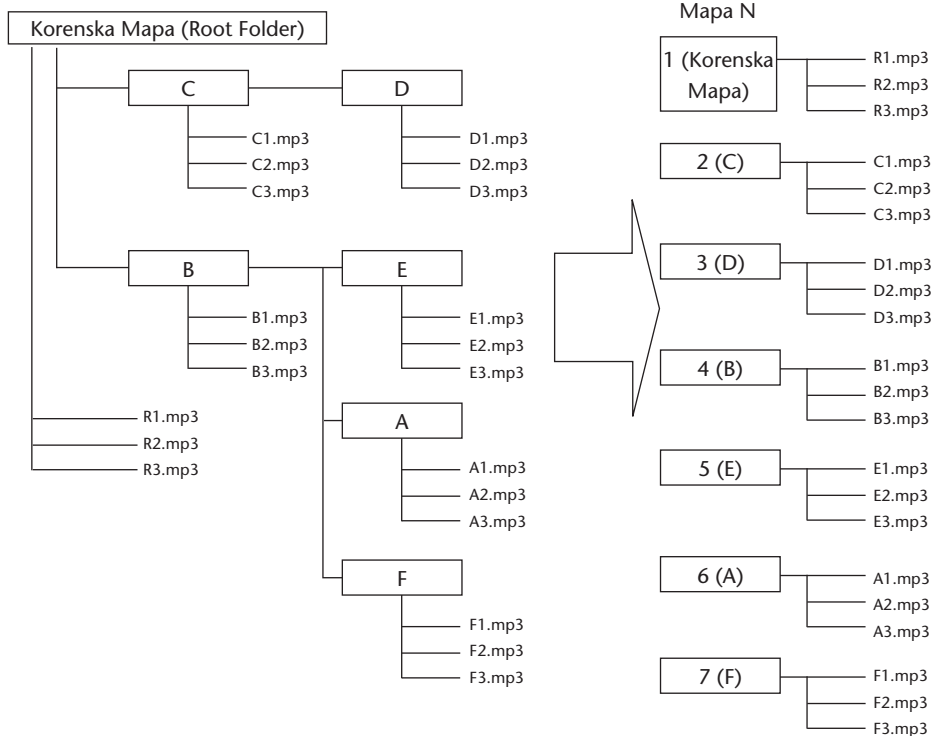 Korenska Mapa (Root Folder)
C
C1.mp3
C2.mp3
C3.mp3
D
D1.mp3
D2.mp3
D3.mp3
B
B1.mp3
B2.mp3
B3.mp3
E
E1.mp3
E2.mp3
E3.mp3
A
A1.mp3
A2.mp3
A3.mp3
F
F1.mp3
F2.mp3
F3.mp3
R1.mp3
R2.mp3
R3.mp3
Mapa N
1 (Korenska
Mapa)
R1.mp3
R2.mp3
R3.mp3
2 (C)
C1.mp3
C2.mp3
C3.mp3
3 (D)
D1.mp3
D2.mp3
D3.mp3
4 (B)
B1.mp3
B2.mp3
B3.mp3
5 (E)
E1.mp3
E2.mp3
E3.mp3
6 (A)
A1.mp3
A2.mp3
A3.mp3
7 (F)
F1.mp3
F2.mp3
F3.mp3